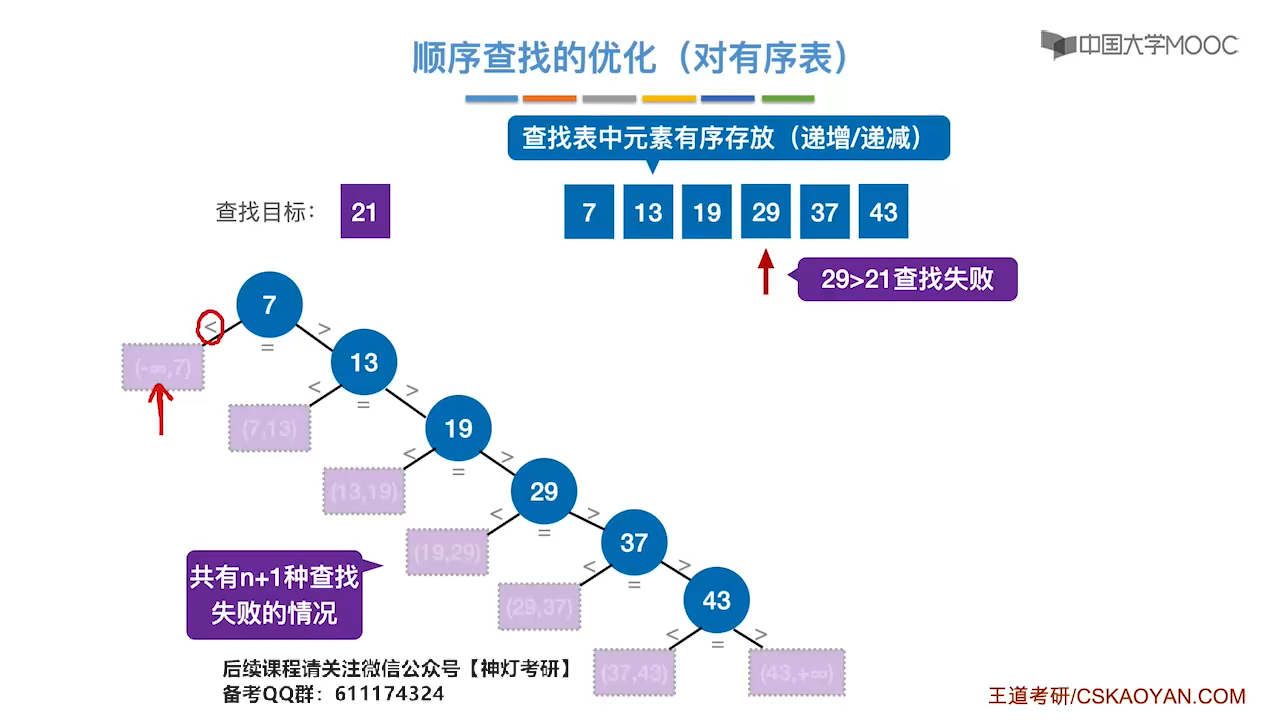 顺序查找的优化（对有序表）
中国大学MOOC
查找表中元素有序存放（递增/递减）
查找目标：
21
7 13 19 29 37 43
29>21查找失败
7
< = >
(-∞,7)
13
< = >
(7,13)
19
< = >
(13,19)
29
< = >
(19,29)
37
< = >
(29,37)
43
< = >
(37,43)
(43,+∞)
共有n+1种查找
失败的情况
后续课程请关注微信公众号【神灯考研】
备考QQ群：611174324
王道考研/CSKAOYAN.COM